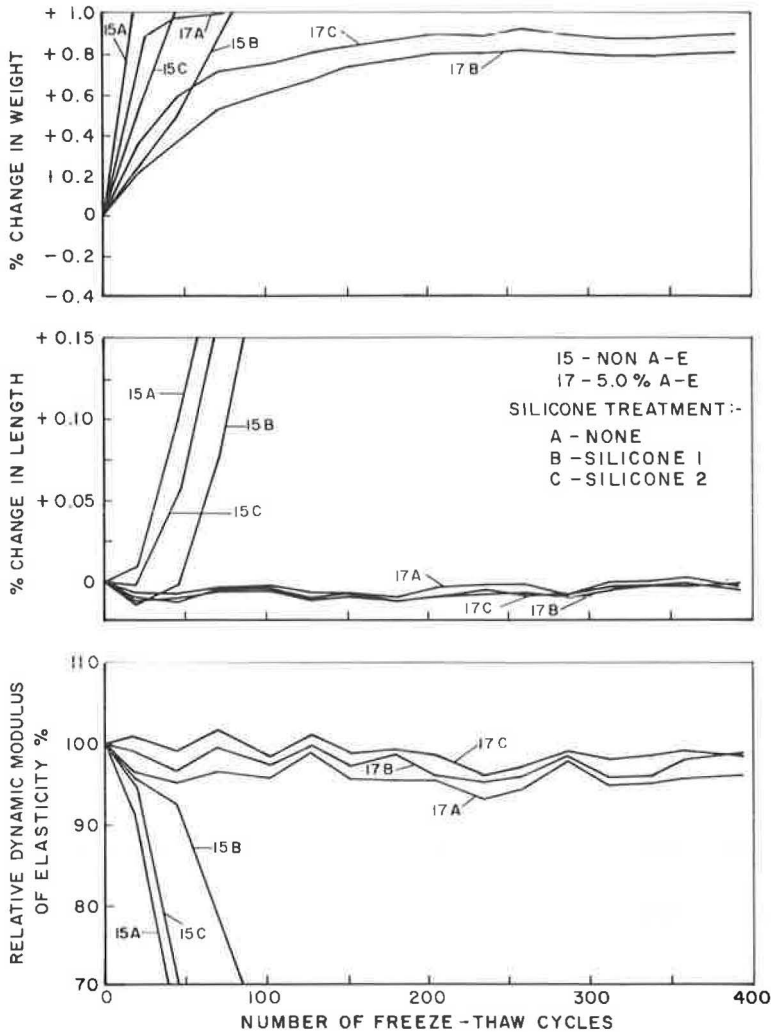 % CHANGE IN WEIGHT
+ 1.0
+ 0.8
+ 0.6
+ 0.4
+ 0.2
0
- 0.2
- 0.4
15A
17A
15B
15C
17C
17B
% CHANGE IN LENGTH
+ 0.15
+ 0.10
+ 0.05
0
15A
15B
15C
17A
17C
17B
15 - NON A-E
17 - 5.0 % A-E
SILICONE TREATMENT:-
A - NONE
B - SILICONE 1
C - SILICONE 2
RELATIVE DYNAMIC MODULUS
OF ELASTICITY %
110
100
90
80
70
17C
17B
17A
15B
15A
15C
0
100
200
300
400
NUMBER OF FREEZE-THAW CYCLES